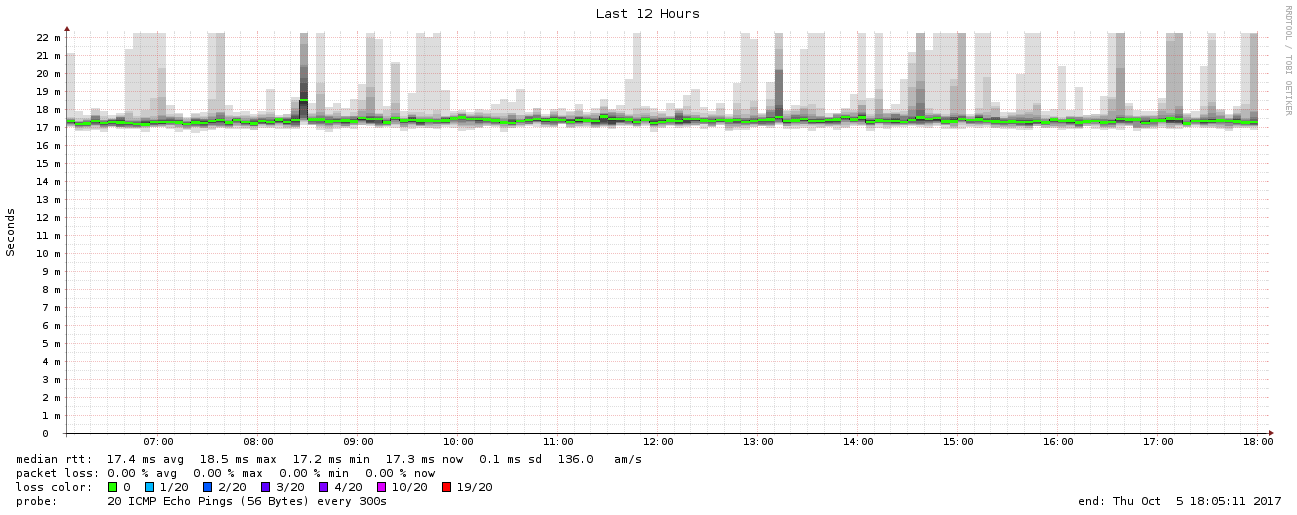 Last 12 Hours
RRDTOOL / TOBI OETIKER
Seconds
22 m
21 m
20 m
19 m
18 m
17 m
16 m
15 m
14 m
13 m
12 m
11 m
10 m
9 m
8 m
7 m
6 m
5 m
4 m
3 m
2 m
1 m
0
07:00 08:00 09:00 10:00 11:00 12:00 13:00 14:00 15:00 16:00 17:00 18:00
median rtt: 17.4 ms avg 18.5 ms max 17.2 ms min 17.3 ms now 0.1 ms sd 136.0 am/s
packet loss: 0.00 % avg 0.00 % max 0.00 % min 0.00 % now
loss color: 0 1/20 2/20 3/20 4/20 10/20 19/20
probe: 20 ICMP Echo Pings (56 Bytes) every 300s end: Thu Oct 5 18:05:11 2017